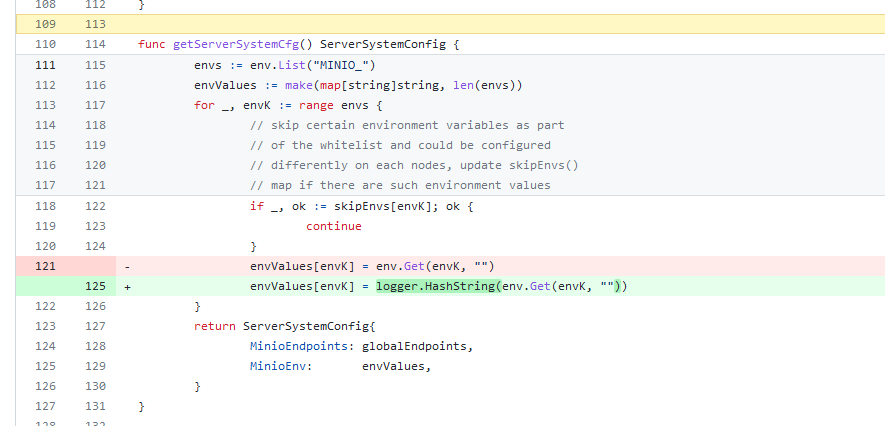 108 112 }
109 113
110 114 func getServerSystemCfg() ServerSystemConfig {
111 115 envs := env.List("MINIO_")
112 116 envValues := make(map[string]string, len(envs))
113 117 for _, envK := range envs {
114 118 // skip certain environment variables as part
115 119 // of the whitelist and could be configured
116 120 // differently on each nodes, update skipEnvs()
117 121 // map if there are such environment values
118 122 if _, ok := skipEnvs[envK]; ok {
119 123 continue
120 124 }
121 - envValues[envK] = env.Get(envK, "")
125 + envValues[envK] = logger.HashString(env.Get(envK, ""))
122 126 }
123 127 return ServerSystemConfig{
124 128 MinioEndpoints: globalEndpoints,
125 129 MinioEnv: envValues,
126 130 }
127 131 }
128 132